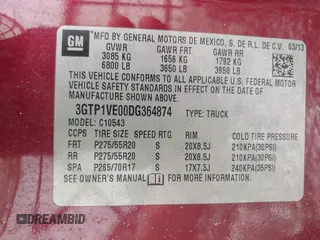 GM
*MFD BY GENERAL MOTORS DE MEXICO, S. DE R.L. DE C.V. 03/13
GVWR GAWR FRT GAWR RR
3085 KG 1656 KG 1792 KG
6800 LB 3650 LB 3950 LB
THIS VEHICLE CONFORMS TO ALL APPLICABLE U.S. FEDERAL
MOTOR VEHICLE SAFETY AND THEFT PREVENTION STANDARDS
IN EFFECT ON THE DATE OF MANUFACTURE SHOWN ABOVE.
3GTP1VE00DG364874 TYPE: TRUCK
MODEL: C10543
CCPS TIRE SIZE SPEED RTG RIM COLD TIRE PRESSURE
FRT P275/55R20 S 20X8.5J 210KPA(30PSI)
RR P275/55R20 S 20X8.5J 210KPA(30PSI)
SPA P265/70R17 S 17X7.5J 240KPA(35PSI)
SEE OWNER'S MANUAL FOR ADDITIONAL INFORMATION.
DREAMBID